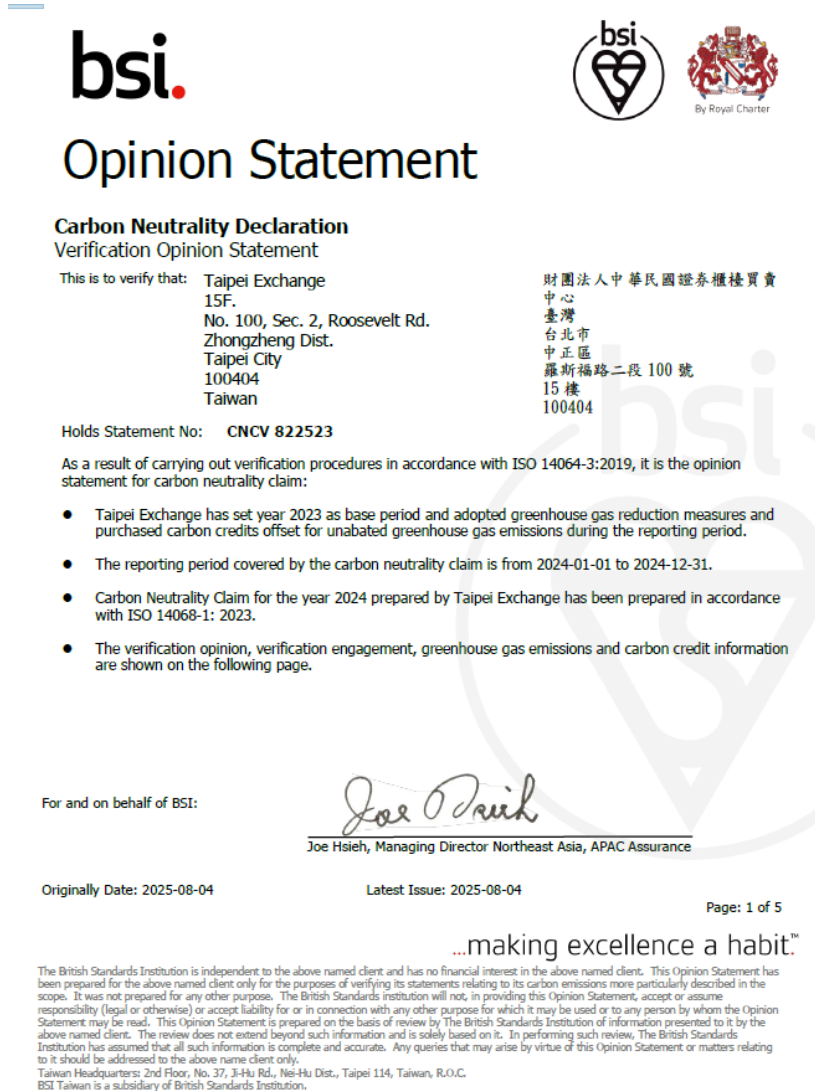 bsi.
bsi
By Royal Charter
Opinion Statement
Carbon Neutrality Declaration
Verification Opinion Statement
This is to verify that:
Taipei Exchange
15F.
No. 100, Sec. 2, Roosevelt Rd.
Zhongzheng Dist.
Taipei City
100404
Taiwan
財團法人中華民國證券櫃檯買賣
中心
臺灣
台北市
中正區
羅斯福路二段 100 號
15 樓
100404
Holds Statement No: CNCV 822523
As a result of carrying out verification procedures in accordance with ISO 14064-3:2019, it is the opinion
statement for carbon neutrality claim:
● Taipei Exchange has set year 2023 as base period and adopted greenhouse gas reduction measures and
purchased carbon credits offset for unabated greenhouse gas emissions during the reporting period.
● The reporting period covered by the carbon neutrality claim is from 2024-01-01 to 2024-12-31.
● Carbon Neutrality Claim for the year 2024 prepared by Taipei Exchange has been prepared in accordance
with ISO 14068-1: 2023.
● The verification opinion, verification engagement, greenhouse gas emissions and carbon credit information
are shown on the following page.
bsi
For and on behalf of BSI:
Joe Hsieh
Joe Hsieh, Managing Director Northeast Asia, APAC Assurance
Originally Date: 2025-08-04
Latest Issue: 2025-08-04
Page: 1 of 5
...making excellence a habit.™
The British Standards Institution is independent to the above named client and has no financial interest in the above named client. This Opinion Statement has
been prepared for the above named client only for the purposes of verifying its statements relating to its carbon emissions more particularly described in the
scope. It was not prepared for any other purpose. The British Standards institution will not, in providing this Opinion Statement, accept or assume
responsibility (legal or otherwise) or accept liability for or in connection with any other purpose for which it may be used or to any person by whom the Opinion
Statement may be read. This Opinion Statement is prepared on the basis of review by The British Standards Institution of information presented to it by the
above named client. The review does not extend beyond such information and is solely based on it. In performing such review, The British Standards
Institution has assumed that all such information is complete and accurate. Any queries that may arise by virtue of this Opinion Statement or matters relating
to it should be addressed to the above name client only.
Taiwan Headquarters: 2nd Floor, No. 37, Ji-Hu Rd., Nei-Hu Dist., Taipei 114, Taiwan, R.O.C.
BSI Taiwan is a subsidiary of British Standards Institution.